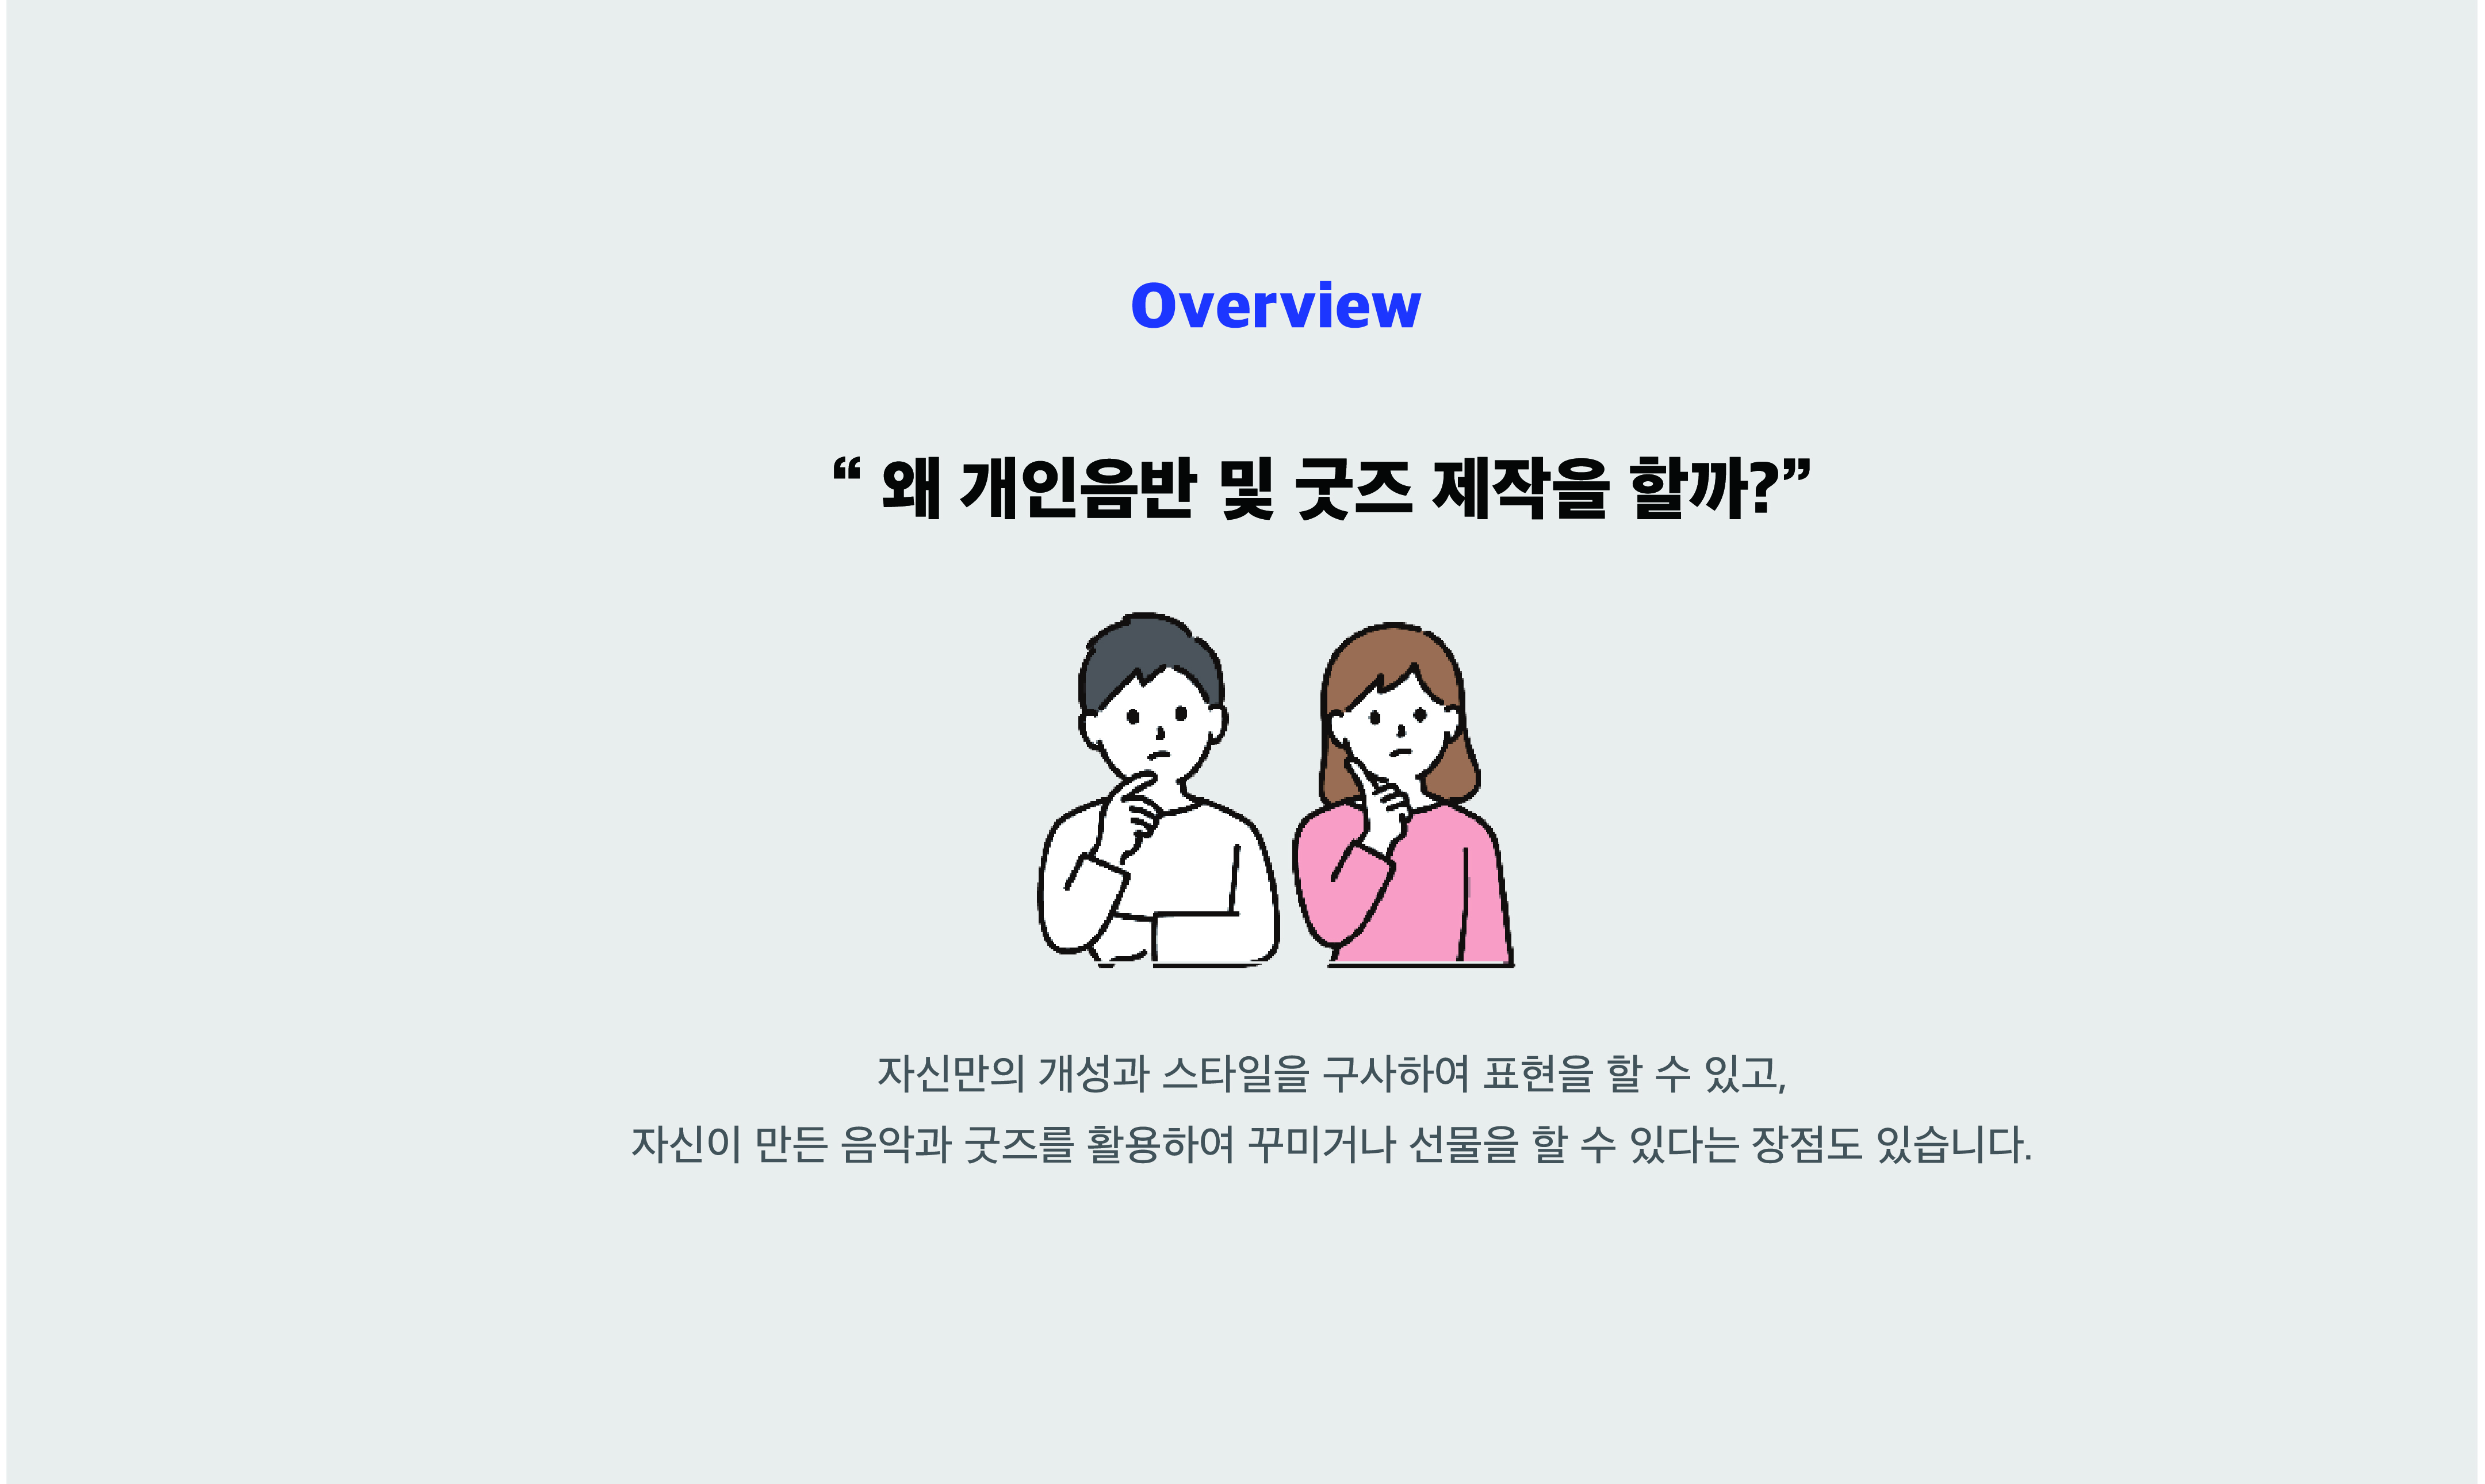 Overview
“ 왜 개인음반 및 굿즈 제작을 할까?”
자신만의 개성과 스타일을 구사하여 표현을 할 수 있고,
자신이 만든 음악과 굿즈를 활용하여 꾸미거나 선물을 할 수 있다는 장점도 있습니다.